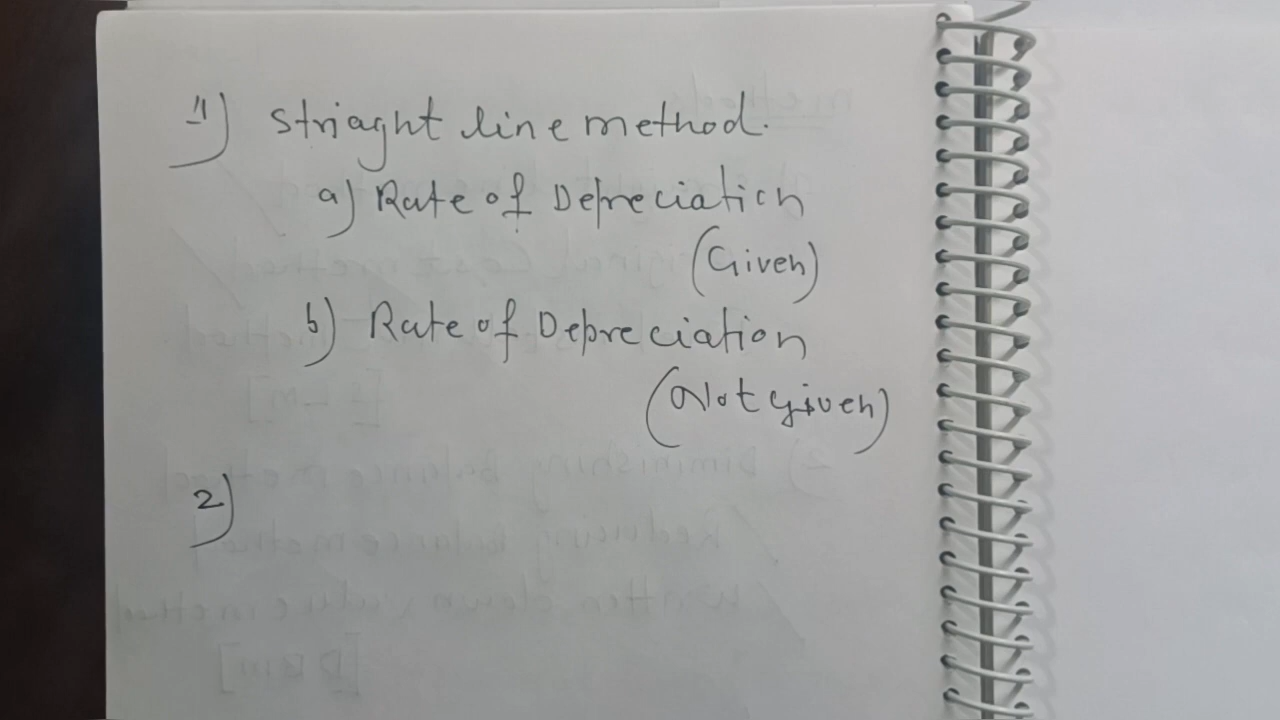 1) Striaght line method.
a) Rate of Depreciation
(Given)
b) Rate of Depreciation
(Not given)
2)